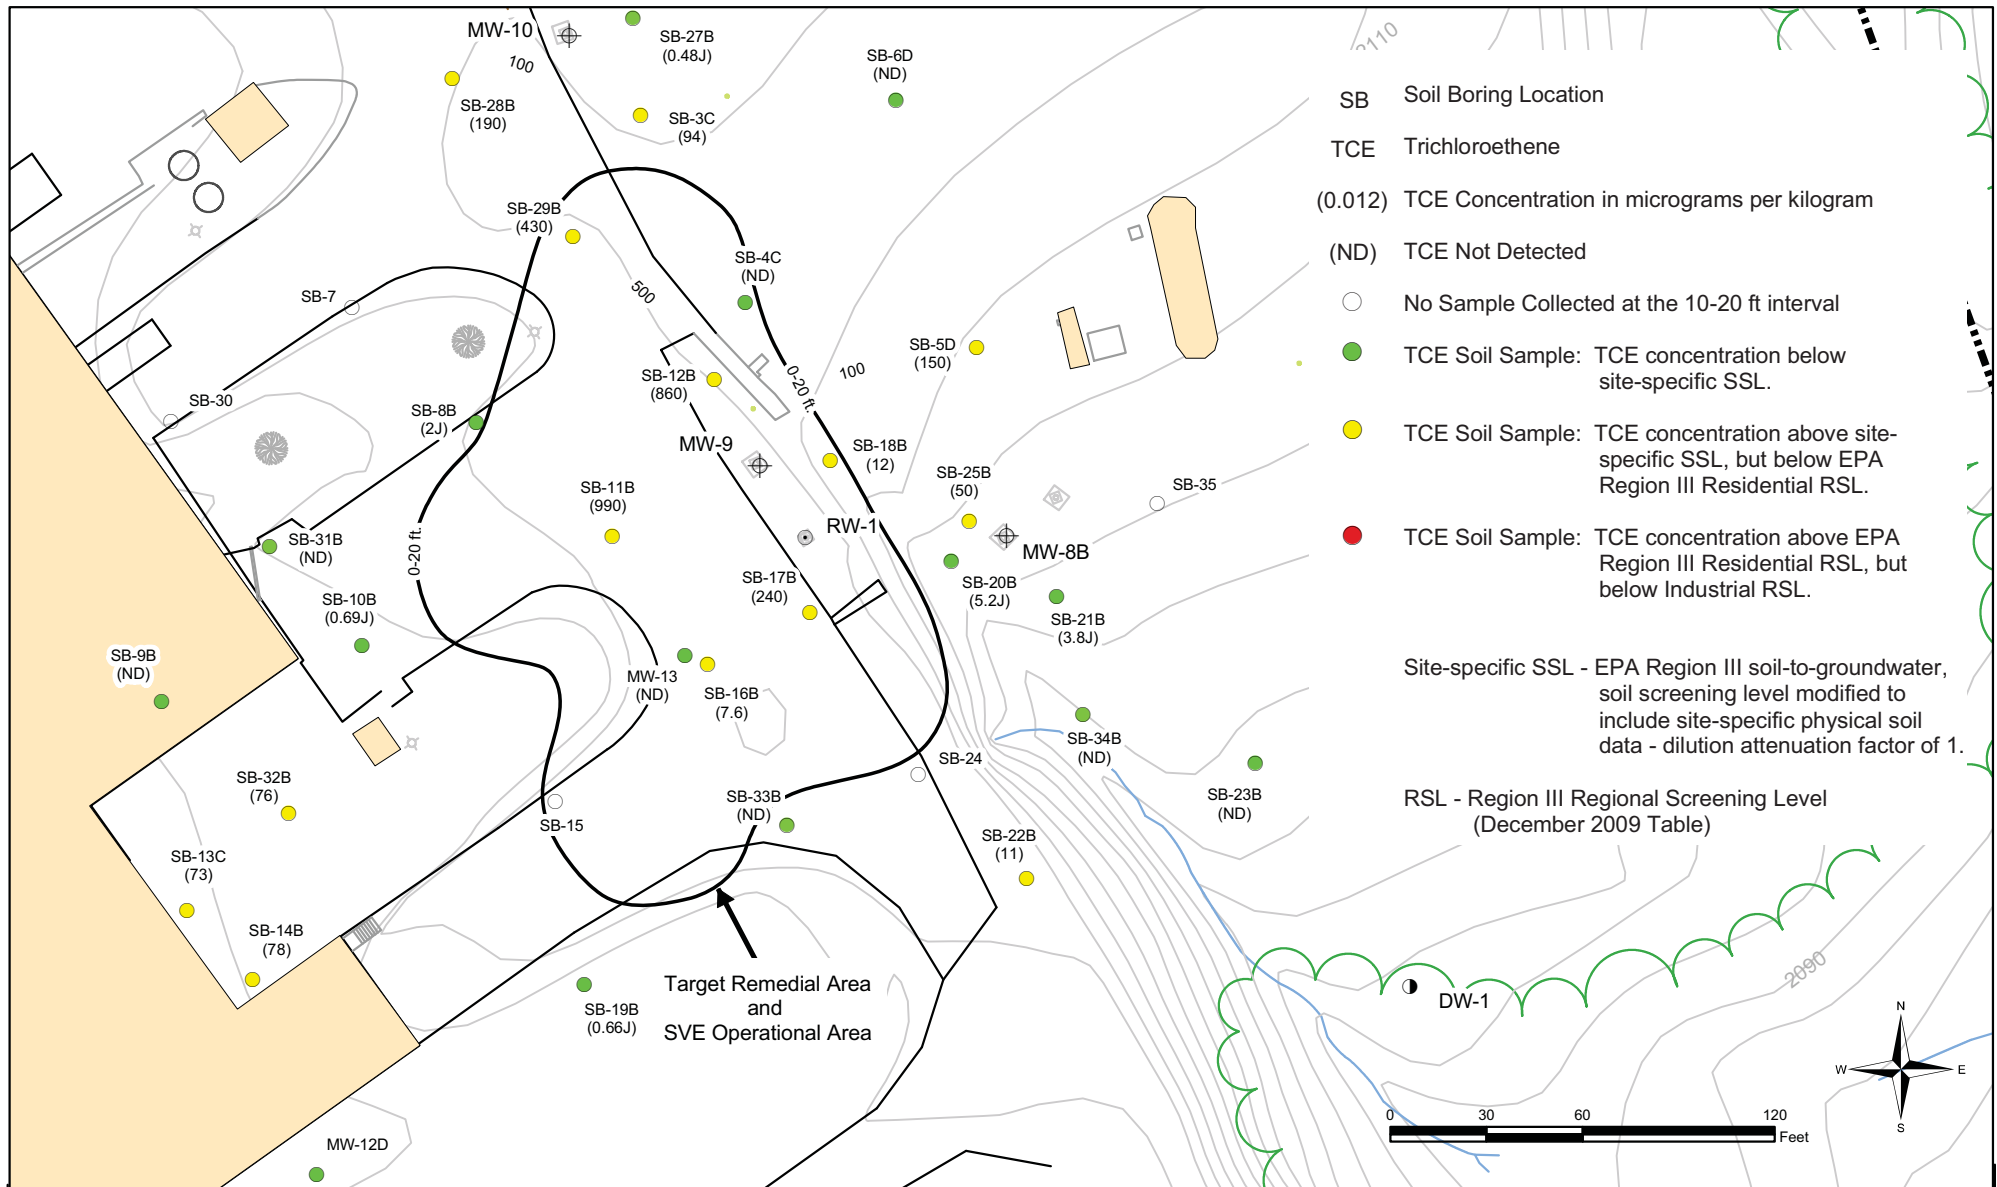 MW-10
SB-27B
(0.48J)
100
SB-28B
(190)
SB-3C
(94)
SB-6D
(ND)
2110
SB Soil Boring Location
TCE Trichloroethene
(0.012) TCE Concentration in micrograms per kilogram
(ND) TCE Not Detected
No Sample Collected at the 10-20 ft interval
TCE Soil Sample: TCE concentration below
site-specific SSL.
TCE Soil Sample: TCE concentration above site-
specific SSL, but below EPA
Region III Residential RSL.
TCE Soil Sample: TCE concentration above EPA
Region III Residential RSL, but
below Industrial RSL.
Site-specific SSL - EPA Region III soil-to-groundwater,
soil screening level modified to
include site-specific physical soil
data - dilution attenuation factor of 1.
RSL - Region III Regional Screening Level
(December 2009 Table)
SB-29B
(430)
SB-4C
(ND)
500
SB-7
SB-5D
(150)
100
0-20 ft.
SB-12B
(860)
SB-30
SB-8B
(2J)
MW-9
SB-18B
(12)
SB-25B
(50)
SB-35
SB-11B
(990)
RW-1
MW-8B
SB-31B
(ND)
0-20 ft.
SB-17B
(240)
SB-20B
(5.2J)
SB-21B
(3.8J)
SB-10B
(0.69J)
SB-9B
(ND)
MW-13
(ND)
SB-16B
(7.6)
SB-34B
(ND)
SB-24
SB-32B
(76)
SB-33B
(ND)
SB-23B
(ND)
SB-15
SB-22B
(11)
SB-13C
(73)
SB-14B
(78)
Target Remedial Area
and
SVE Operational Area
SB-19B
(0.66J)
DW-1
2090
N
W
E
S
0 30 60 120
Feet
MW-12D